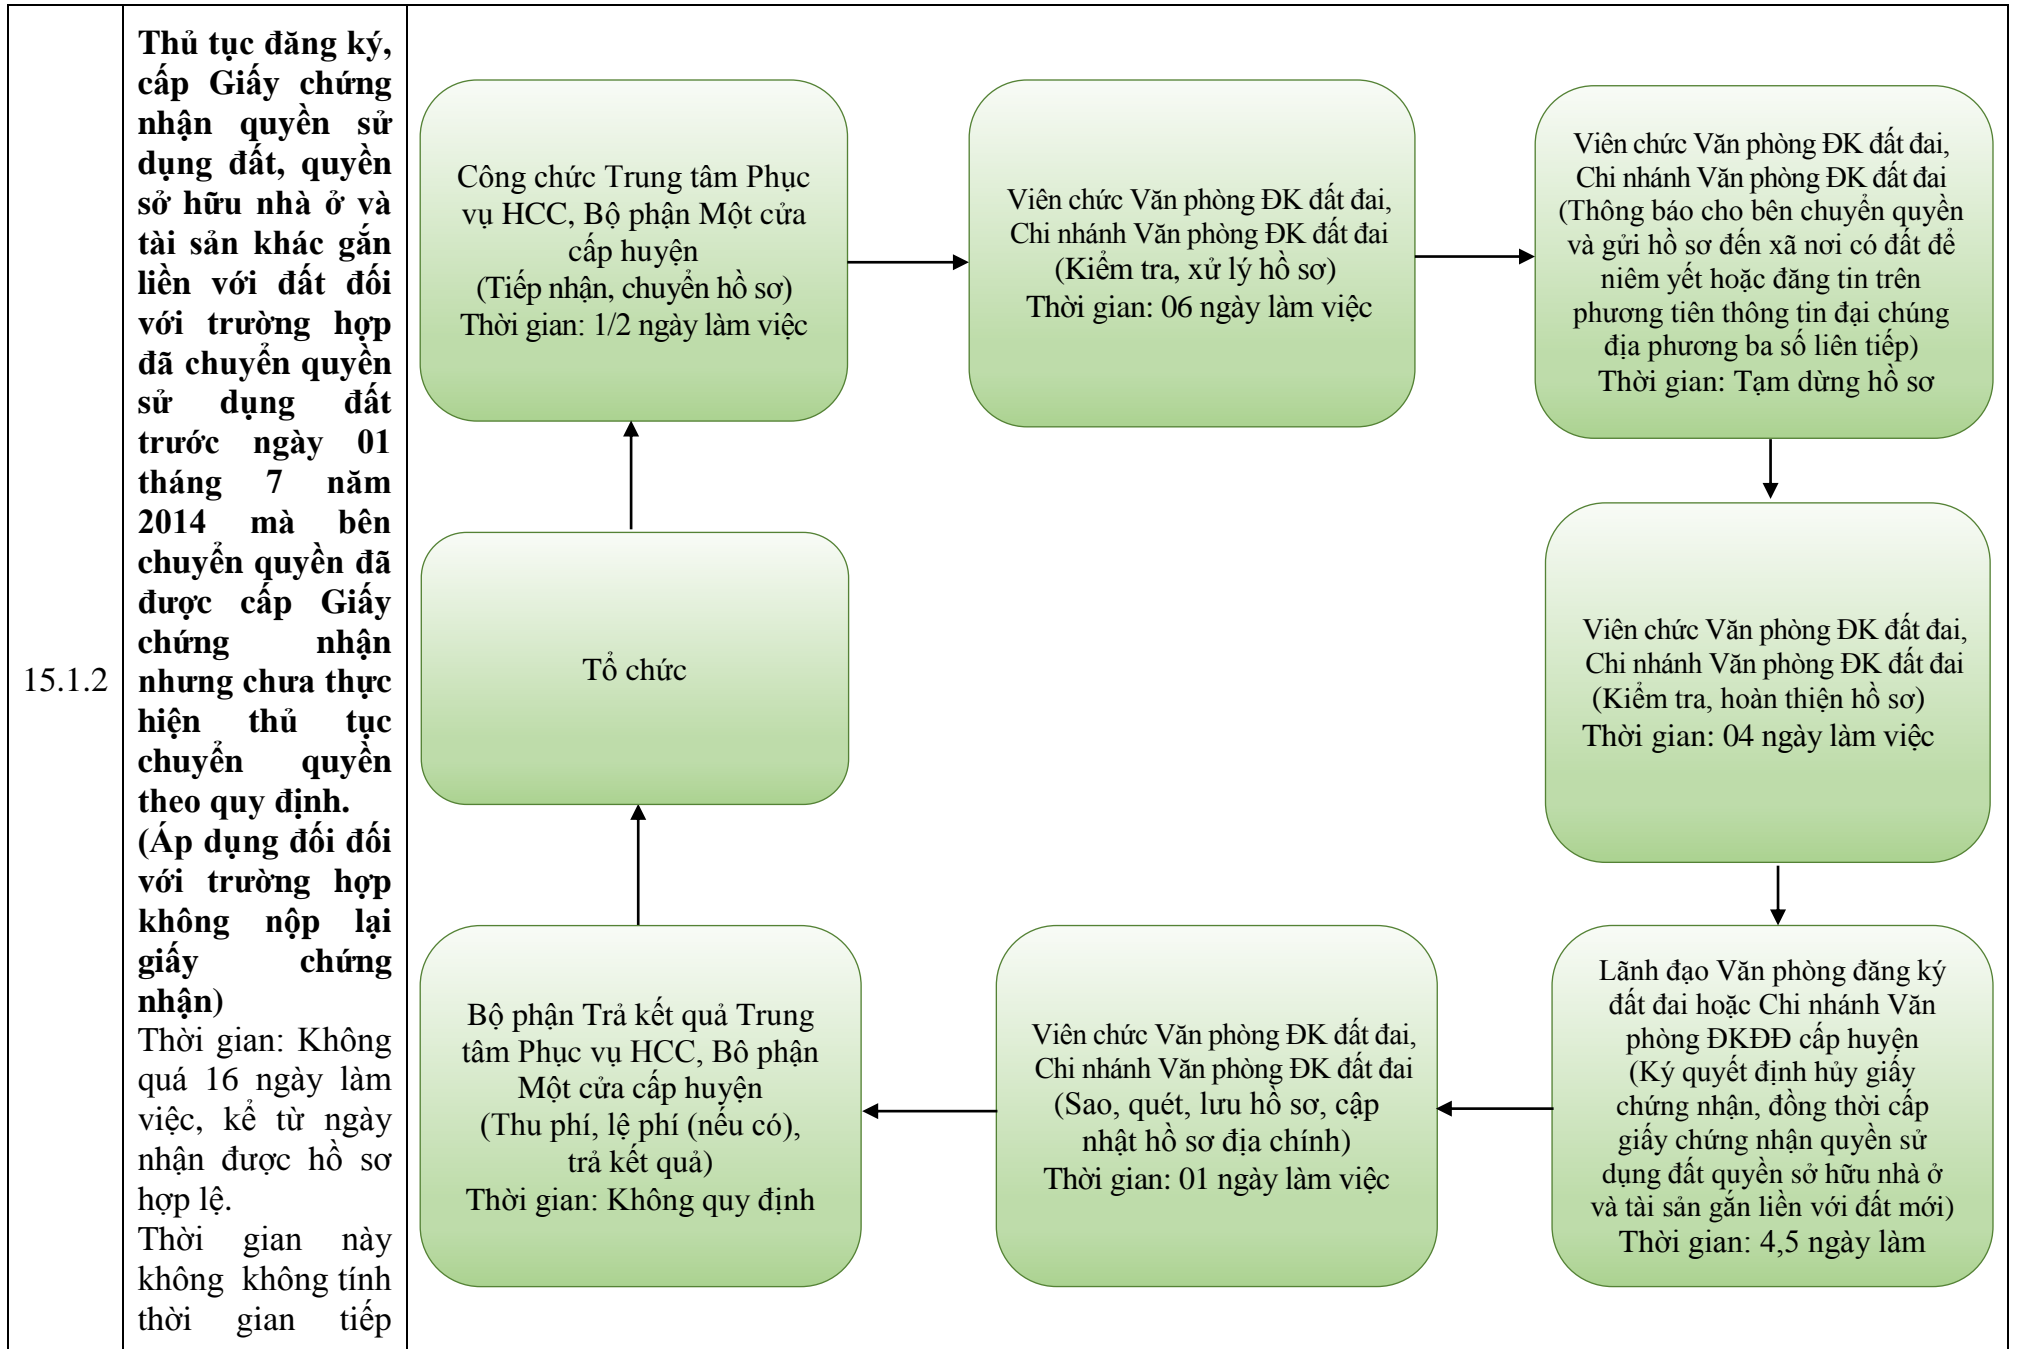 15.1.2
Thủ tục đăng ký,
cấp Giấy chứng
nhận quyền sử
dụng đất, quyền
sở hữu nhà ở và
tài sản khác gắn
liền với đất đối
với trường hợp
đã chuyển quyền
sử dụng đất
trước ngày 01
tháng 7 năm
2014 mà bên
chuyển quyền đã
được cấp Giấy
chứng nhận
nhưng chưa thực
hiện thủ tục
chuyển quyền
theo quy định.
(Áp dụng đối đối
với trường hợp
không nộp lại
giấy chứng
nhận)
Thời gian: Không
quá 16 ngày làm
việc, kể từ ngày
nhận được hồ sơ
hợp lệ.
Thời gian này
không không tính
thời gian tiếp
Công chức Trung tâm Phục
vụ HCC, Bộ phận Một cửa
cấp huyện
(Tiếp nhận, chuyển hồ sơ)
Thời gian: 1/2 ngày làm việc
Viên chức Văn phòng ĐK đất đai,
Chi nhánh Văn phòng ĐK đất đai
(Kiểm tra, xử lý hồ sơ)
Thời gian: 06 ngày làm việc
Viên chức Văn phòng ĐK đất đai,
Chi nhánh Văn phòng ĐK đất đai
(Thông báo cho bên chuyển quyền
và gửi hồ sơ đến xã nơi có đất để
niêm yết hoặc đăng tin trên
phương tiên thông tin đại chúng
địa phương ba số liên tiếp)
Thời gian: Tạm dừng hồ sơ
Tổ chức
Viên chức Văn phòng ĐK đất đai,
Chi nhánh Văn phòng ĐK đất đai
(Kiểm tra, hoàn thiện hồ sơ)
Thời gian: 04 ngày làm việc
Bộ phận Trả kết quả Trung
tâm Phục vụ HCC, Bô phận
Một cửa cấp huyện
(Thu phí, lệ phí (nếu có),
trả kết quả)
Thời gian: Không quy định
Viên chức Văn phòng ĐK đất đai,
Chi nhánh Văn phòng ĐK đất đai
(Sao, quét, lưu hồ sơ, cập
nhật hồ sơ địa chính)
Thời gian: 01 ngày làm việc
Lãnh đạo Văn phòng đăng ký
đất đai hoặc Chi nhánh Văn
phòng ĐKĐĐ cấp huyện
(Ký quyết định hủy giấy
chứng nhận, đồng thời cấp
giấy chứng nhận quyền sử
dụng đất quyền sở hữu nhà ở
và tài sản gắn liền với đất mới)
Thời gian: 4,5 ngày làm